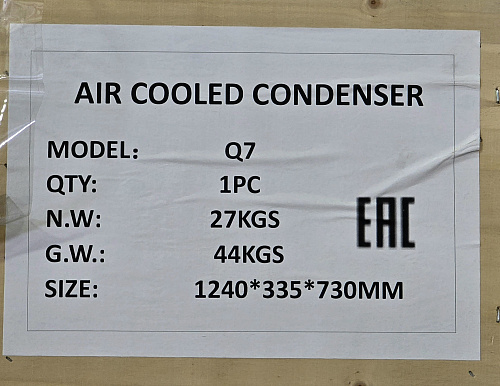 AIR COOLED CONDENSER
MODEL: Q7
QTY: 1PC
N.W: 27KGS
G.W.: 44KGS
SIZE: 1240*335*730MM
EAC